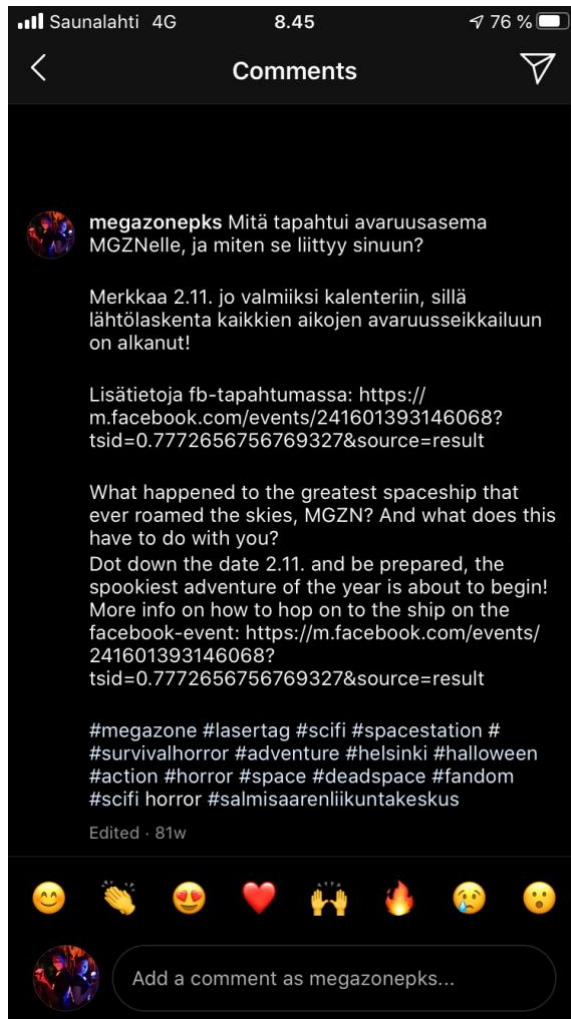 Saunalahti 4G 8.45 76 %
Comments
megazonepks Mitä tapahtui avaruusasema
MGZNelle, ja miten se liittyy sinuun?
Merkkaa 2.11. jo valmiiksi kalenteriin, sillä
lähtölaskenta kaikkien aikojen avaruusseikkailuun
on alkanut!
Lisätietoja fb-tapahtumassa: https://
m.facebook.com/events/241601393146068?
tsid=0.7772656756769327&source=result
What happened to the greatest spaceship that
ever roamed the skies, MGZN? And what does this
have to do with you?
Dot down the date 2.11. and be prepared, the
spookiest adventure of the year is about to begin!
More info on how to hop on to the ship on the
facebook-event: https://m.facebook.com/events/
241601393146068?
tsid=0.7772656756769327&source=result
#megazone #lasertag #scifi #spacestation #
#survivalhorror #adventure #helsinki #halloween
#action #horror #space #deadspace #fandom
#scifi horror #salmisaarenliikuntakeskus
Edited · 81w
Add a comment as megazonepks...